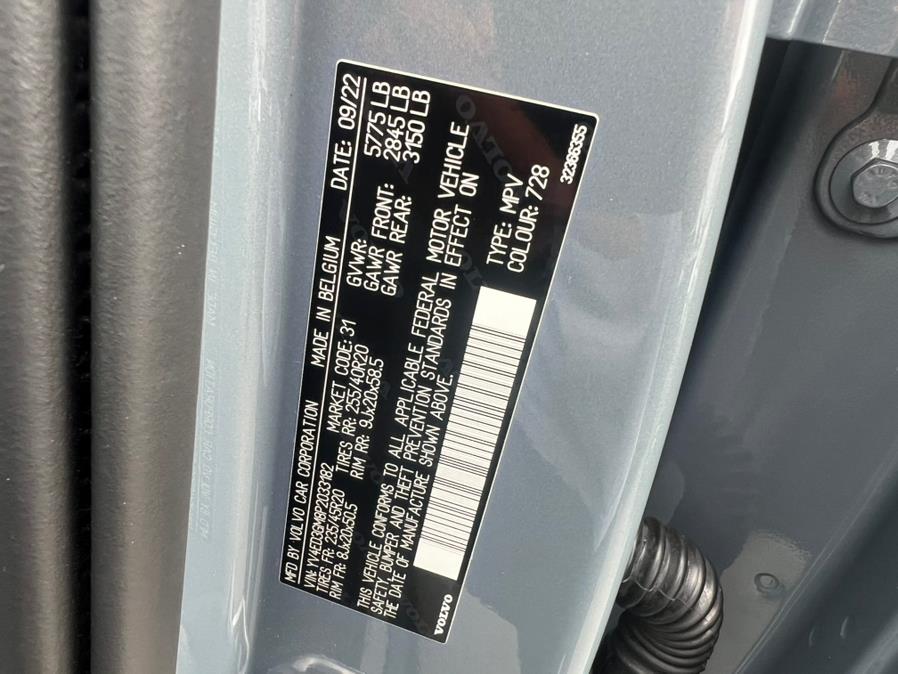 MFD BY VOLVO CAR CORPORATION MADE IN BELGIUM DATE: 09/22
VIN: YV4ED3GM9P2033182 MARKET CODE: 31 GVWR: 5775 LB
TIRES FR: 235/45R20 TIRES RR: 255/40R20 GAWR FRONT: 2845 LB
RIM FR: 8Jx20x50.5 RIM RR: 9Jx20x58.5 GAWR REAR: 3150 LB
THIS VEHICLE CONFORMS TO ALL APPLICABLE FEDERAL MOTOR VEHICLE
SAFETY, BUMPER AND THEFT PREVENTION STANDARDS IN EFFECT ON
THE DATE OF MANUFACTURE SHOWN ABOVE.
TYPE: MPV
COLOUR: 728
VOLVO 32366355